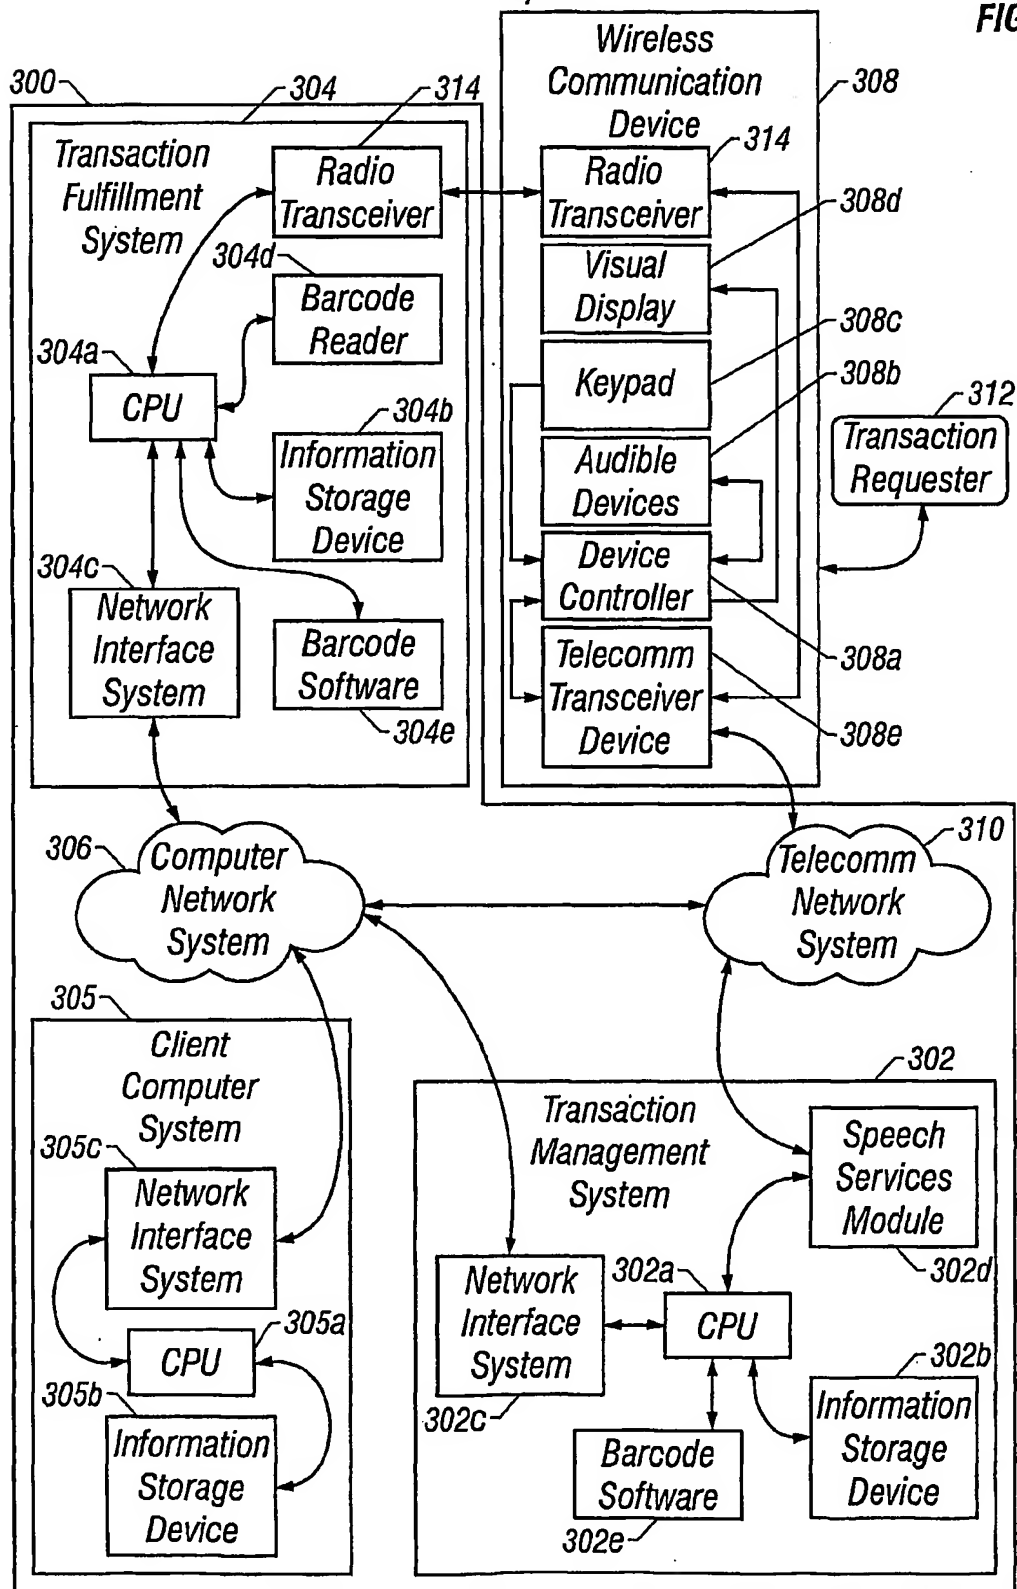 FIG
300
304
314
Transaction
Fulfillment
System
Radio
Transceiver
304d
Barcode
Reader
304a
CPU
304b
Information
Storage
Device
304c
Network
Interface
System
Barcode
Software
304e
Wireless
Communication
Device
308
314
Radio
Transceiver
308d
Visual
Display
308c
Keypad
308b
Audible
Devices
Device
Controller
308a
Telecomm
Transceiver
Device
308e
312
Transaction
Requester
306
Computer
Network
System
310
Telecomm
Network
System
305
Client
Computer
System
305c
Network
Interface
System
305a
CPU
305b
Information
Storage
Device
302
Transaction
Management
System
Speech
Services
Module
302d
302a
CPU
Network
Interface
System
302c
302b
Information
Storage
Device
Barcode
Software
302e